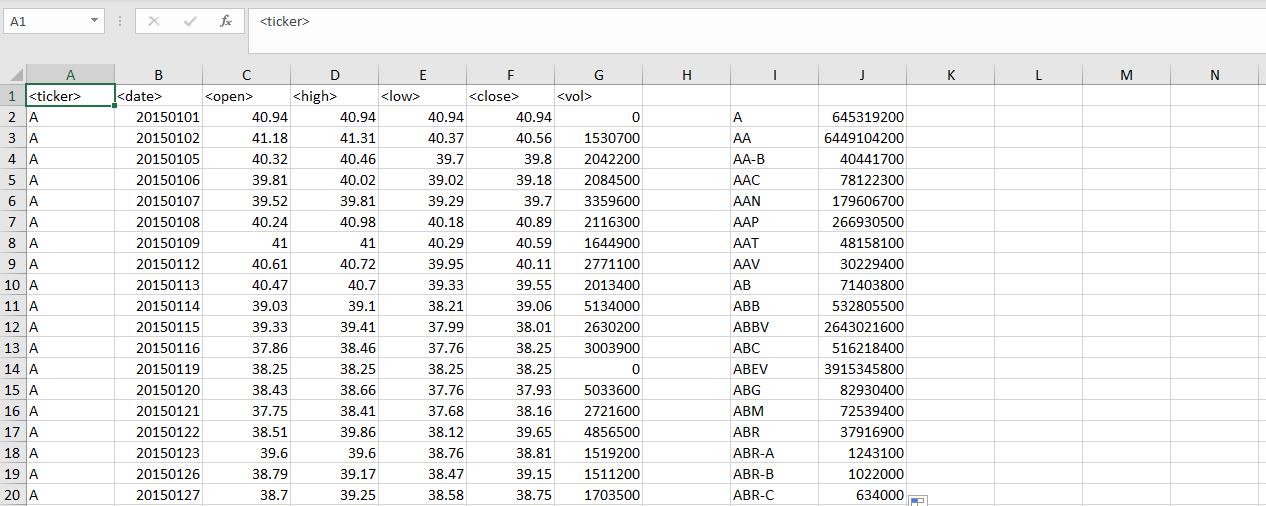 A1 fx <ticker>
A B C D E F G H I J K L M N
1 <ticker> <date> <open> <high> <low> <close> <vol>
2 A 20150101 40.94 40.94 40.94 40.94 0 A 645319200
3 A 20150102 41.18 41.31 40.37 40.56 1530700 AA 6449104200
4 A 20150105 40.32 40.46 39.7 39.8 2042200 AA-B 40441700
5 A 20150106 39.81 40.02 39.02 39.18 2084500 AAC 78122300
6 A 20150107 39.52 39.81 39.29 39.7 3359600 AAN 179606700
7 A 20150108 40.24 40.98 40.18 40.89 2116300 AAP 266930500
8 A 20150109 41 41 40.29 40.59 1644900 AAT 48158100
9 A 20150112 40.61 40.72 39.95 40.11 2771100 AAV 30229400
10 A 20150113 40.47 40.7 39.33 39.55 2013400 AB 71403800
11 A 20150114 39.03 39.1 38.21 39.06 5134000 ABB 532805500
12 A 20150115 39.33 39.41 37.99 38.01 2630200 ABBV 2643021600
13 A 20150116 37.86 38.46 37.76 38.25 3003900 ABC 516218400
14 A 20150119 38.25 38.25 38.25 38.25 0 ABEV 3915345800
15 A 20150120 38.43 38.66 37.76 37.93 5033600 ABG 82930400
16 A 20150121 37.75 38.41 37.68 38.16 2721600 ABM 72539400
17 A 20150122 38.51 39.86 38.12 39.65 4856500 ABR 37916900
18 A 20150123 39.6 39.6 38.76 38.81 1519200 ABR-A 1243100
19 A 20150126 38.79 39.17 38.47 39.15 1511200 ABR-B 1022000
20 A 20150127 38.7 39.25 38.58 38.75 1703500 ABR-C 634000